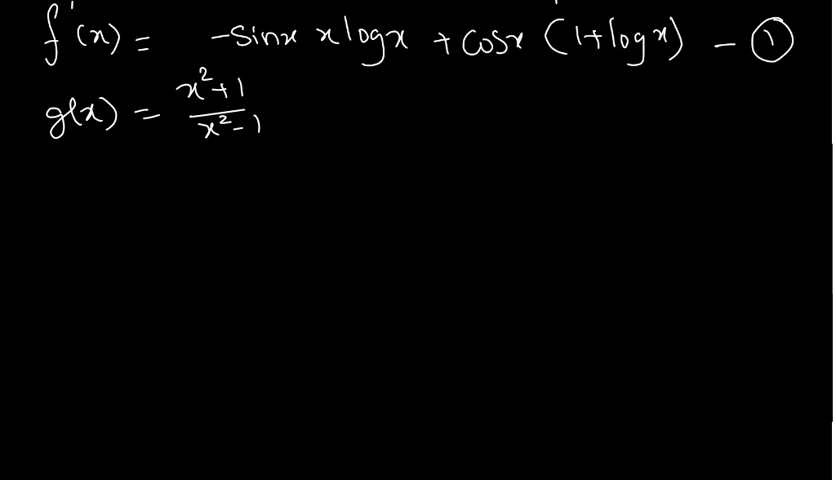 f'(x) = -sinx xlogx + cosx (1+logx) - ①
g(x) = x²+1 / x²-1